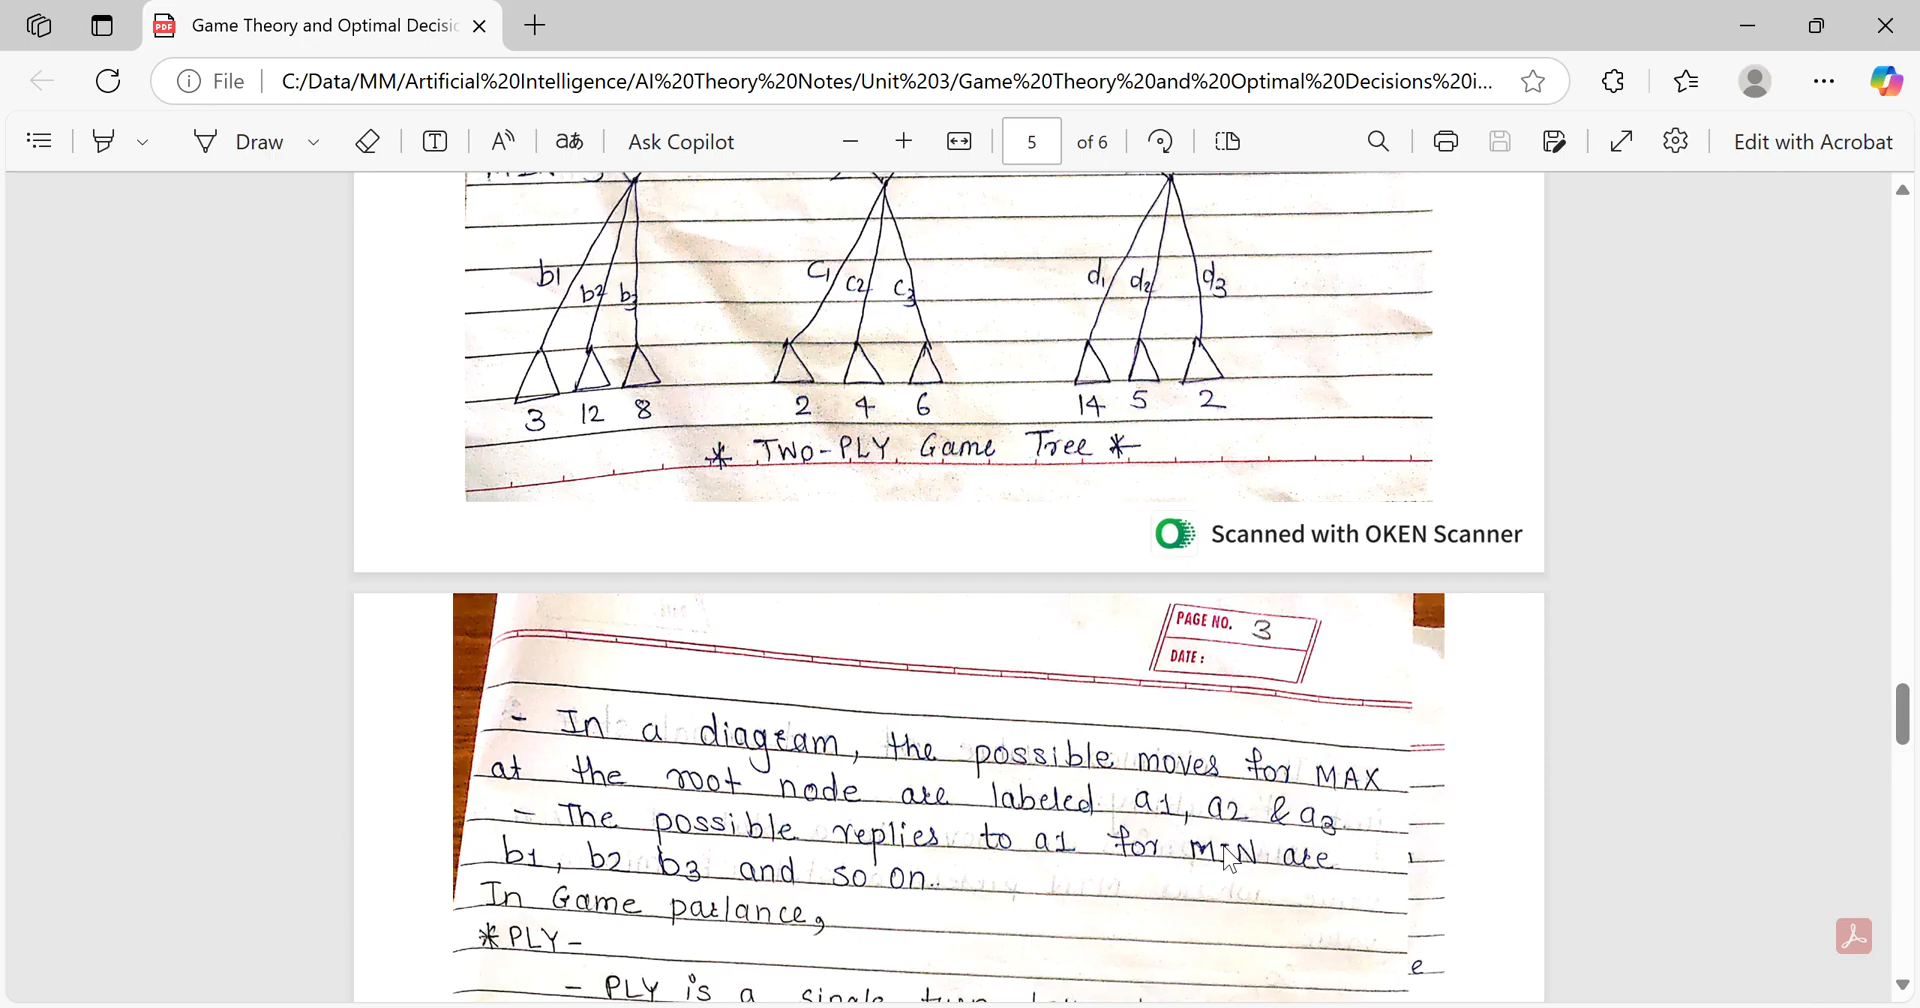 Game Theory and Optimal Decisi
File C:/Data/MM/Artificial%20Intelligence/AI%20Theory%20Notes/Unit%203/Game%20Theory%20and%20Optimal%20Decisions%20i...
Draw Ask Copilot 5 of 6 Edit with Acrobat
b1 b2 b3 c1 c2 c3 d1 d2 d3
3 12 8 2 4 6 14 5 2
* TWO-PLY Game Tree *
Scanned with OKEN Scanner
PAGE NO. 3
DATE:
- In a diagram, the possible moves for MAX
at the root node are labeled a1, a2 & a3.
- The possible replies to a1 for MIN are
b1, b2 b3 and so on..
In Game parlance,
* PLY -
- PLY is a single turn
e